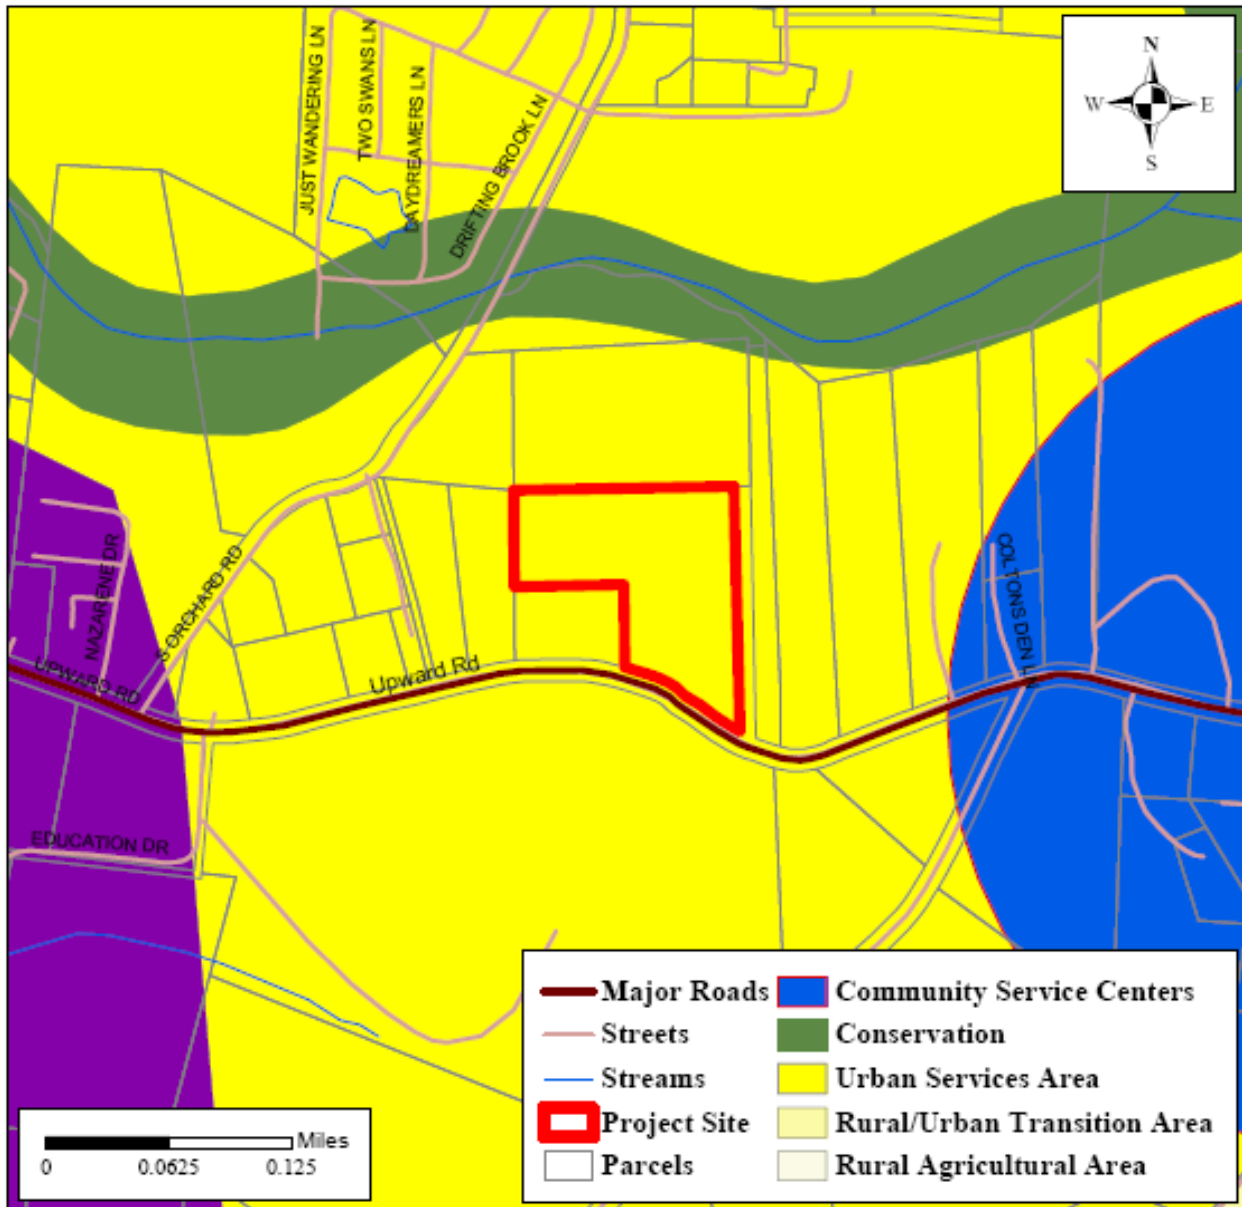 JUST WANDERING LN
TWO SWANS LN
DAYDREAMERS LN
DRIFTING BROOK LN
N
W
E
S
NAZARENE DR
S ORCHARD RD
UPWARD RD
Upward Rd
COLTONS DEN LN
EDUCATION DR
Major Roads
Streets
Streams
Project Site
Parcels
Community Service Centers
Conservation
Urban Services Area
Rural/Urban Transition Area
Rural Agricultural Area
Miles
0 0.0625 0.125